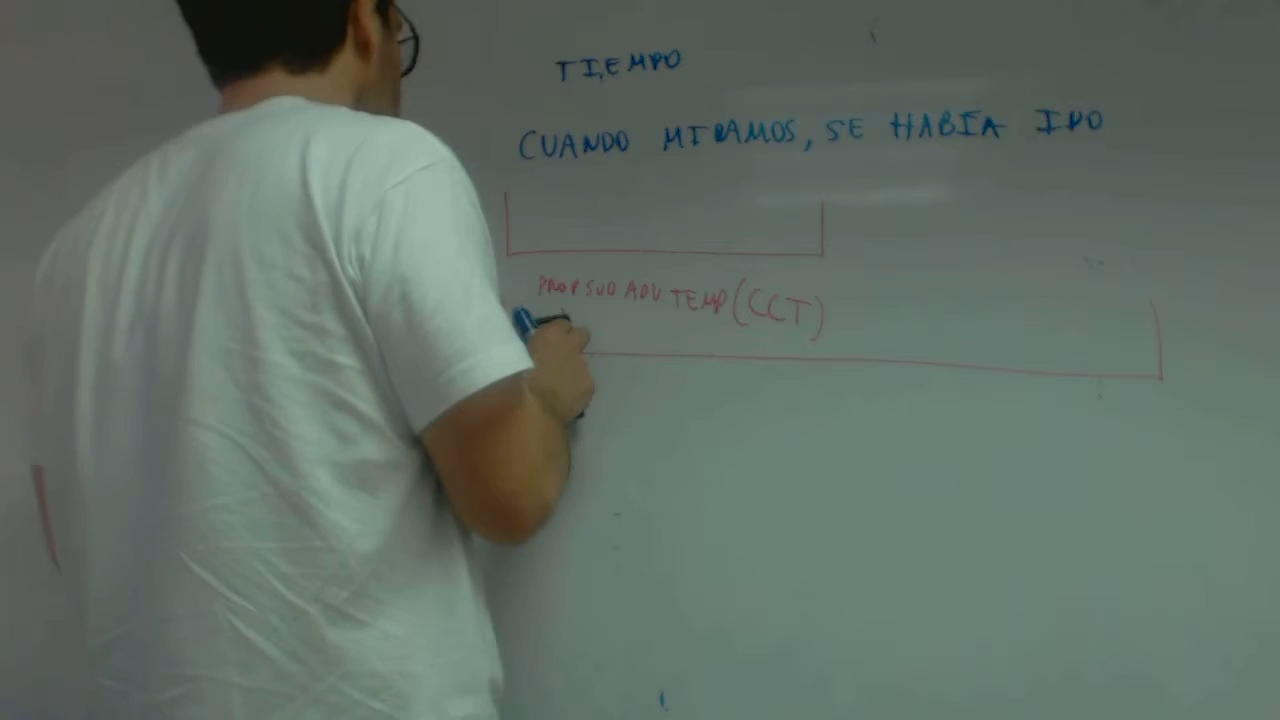 TIEMPO
CUANDO MIRAMOS, SE HABÍA IDO
PROP SUB ADV TEMP (CCT)